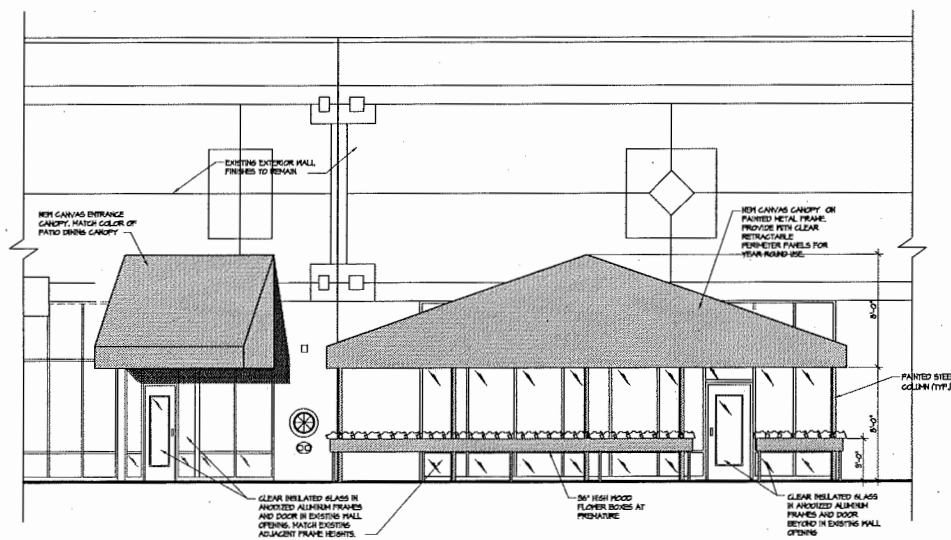 EXISTING EXTERIOR WALL
FINISHES TO REMAIN
NEW CANVAS ENTRANCE
CANOPY. MATCH COLOR OF
PATIO DINING CANOPY
NEW CANVAS CANOPY ON
PAINTED METAL FRAME.
PROVIDE WITH CLEAR
RETRACTABLE
PERIMETER PANELS FOR
YEAR ROUND USE.
8'-0"
PAINTED STEE
COLUMN (TYP.)
8'-0"
3'-0"
CLEAR INSULATED GLASS IN
ANODIZED ALUMINUM FRAMES
AND DOOR IN EXISTING WALL
OPENING. MATCH EXISTING
ADJACENT FRAME HEIGHTS.
36" HIGH WOOD
FLOWER BOXES AT
PREMATURE
CLEAR INSULATED GLASS
IN ANODIZED ALUMINUM
FRAMES AND DOOR
BEYOND IN EXISTING WALL
OPENING